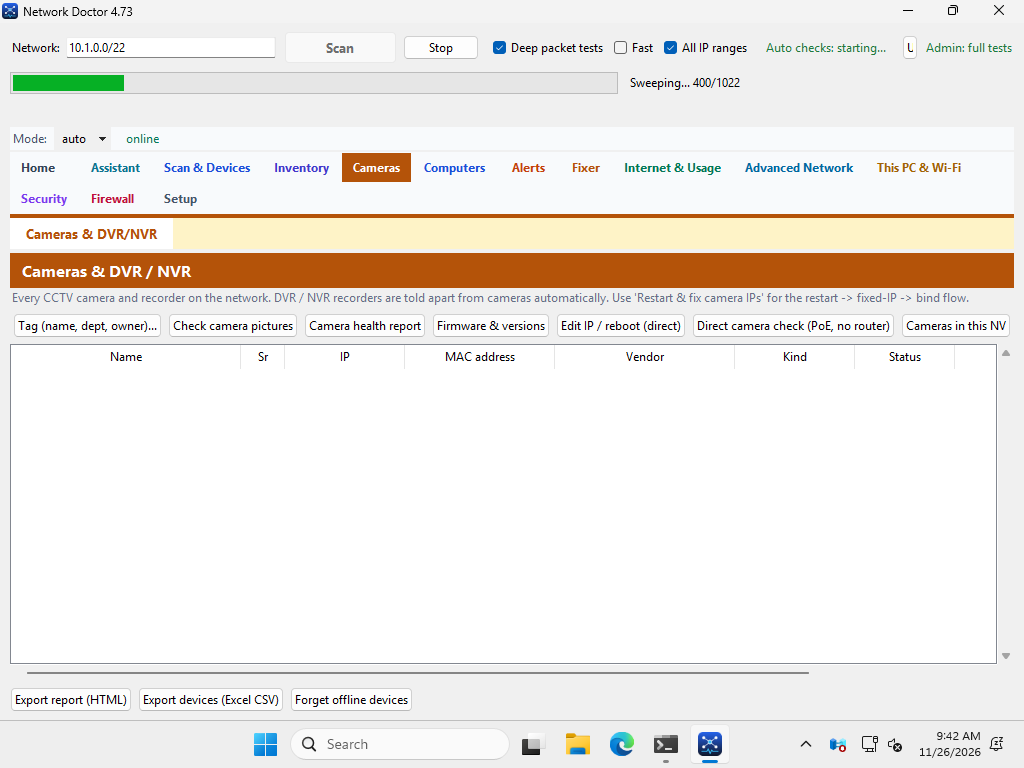 Network Doctor 4.73
Network: 10.1.0.0/22 Scan Stop Deep packet tests Fast All IP ranges Auto checks: starting... Admin: full tests
Sweeping... 400/1022
Mode: auto online
Home Assistant Scan & Devices Inventory Cameras Computers Alerts Fixer Internet & Usage Advanced Network This PC & Wi-Fi
Security Firewall Setup
Cameras & DVR/NVR
Cameras & DVR / NVR
Every CCTV camera and recorder on the network. DVR / NVR recorders are told apart from cameras automatically. Use 'Restart & fix camera IPs' for the restart -> fixed-IP -> bind flow.
Tag (name, dept, owner)... Check camera pictures Camera health report Firmware & versions Edit IP / reboot (direct) Direct camera check (PoE, no router) Cameras in this NV
Name Sr IP MAC address Vendor Kind Status
Export report (HTML) Export devices (Excel CSV) Forget offline devices
Search
9:42 AM
11/26/2026